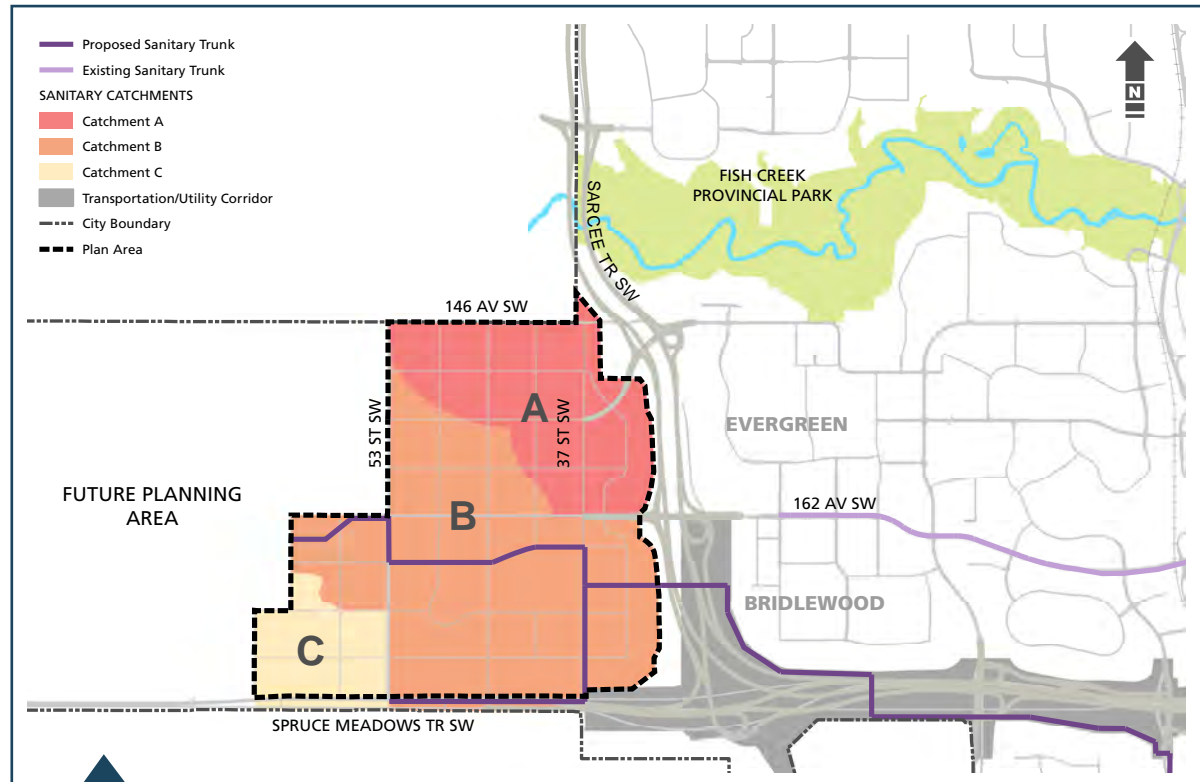 Proposed Sanitary Trunk
Existing Sanitary Trunk
SANITARY CATCHMENTS
Catchment A
Catchment B
Catchment C
Transportation/Utility Corridor
City Boundary
Plan Area
N
FISH CREEK
PROVINCIAL PARK
SARCEE TR SW
146 AV SW
A
53 ST SW
37 ST SW
EVERGREEN
FUTURE PLANNING
AREA
B
162 AV SW
BRIDLEWOOD
C
SPRUCE MEADOWS TR SW